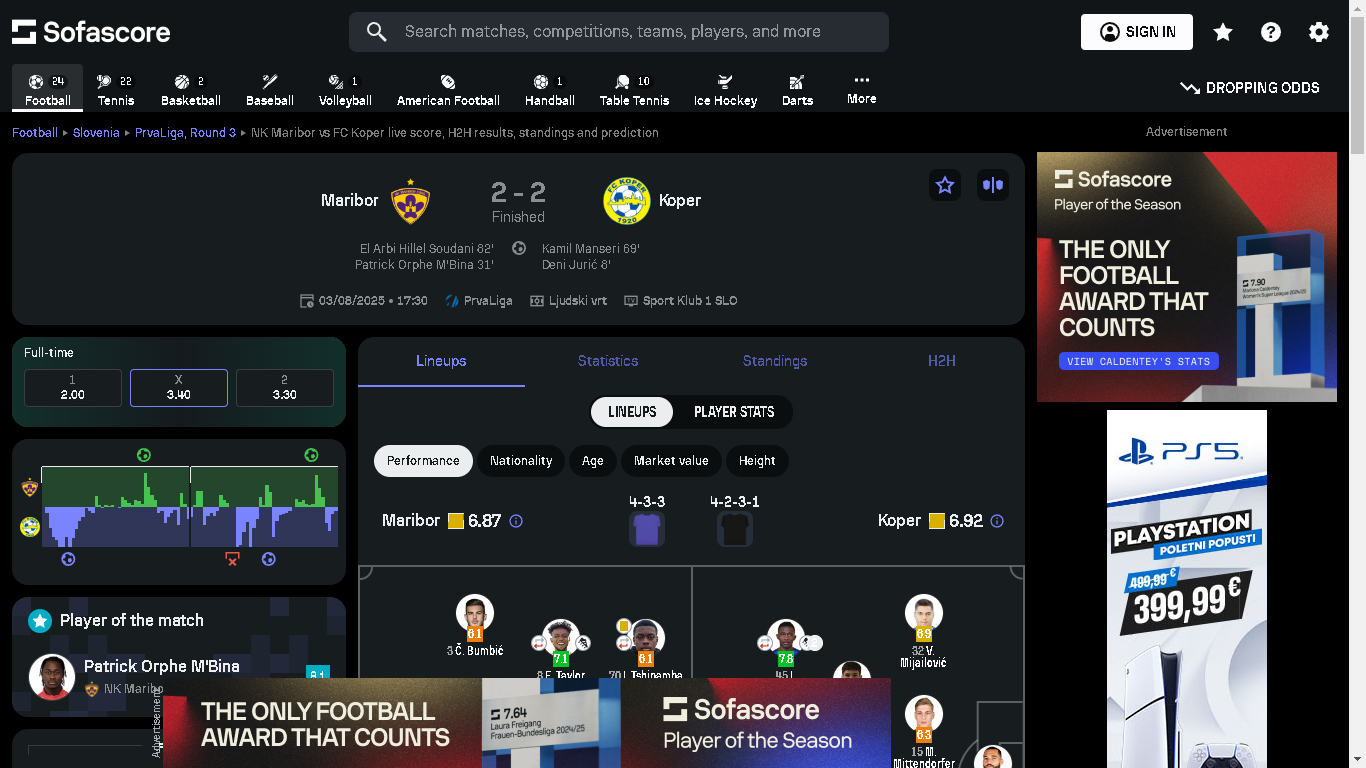 Sofascore
Search matches, competitions, teams, players, and more
SIGN IN
24
Football
22
Tennis
2
Basketball
Baseball
1
Volleyball
American Football
1
Handball
10
Table Tennis
Ice Hockey
Darts
More
DROPPING ODDS
Football
Slovenia
PrvaLiga, Round 3
NK Maribor vs FC Koper live score, H2H results, standings and prediction
Advertisement
Maribor
2 - 2
Finished
FC KOPER
1920
Koper
El Arbi Hillel Soudani 82'
Patrick Orphe M'Bina 31'
Kamil Manseri 69'
Deni Jurić 8'
03/08/2025 • 17:30
PrvaLiga
Ljudski vrt
Sport Klub 1 SLO
Sofascore
Player of the Season
THE ONLY
FOOTBALL
AWARD THAT
COUNTS
7.90
Mariona Caldentey
Women's Super League 2024/25
VIEW CALDENTEY'S STATS
Full-time
1
2.00
X
3.40
2
3.30
Lineups
Statistics
Standings
H2H
LINEUPS
PLAYER STATS
Performance
Nationality
Age
Market value
Height
Maribor
6.87
4-3-3
4-2-3-1
Koper
6.92
6.1
3 Č. Bumbić
7.1
8 E. Taylor
6.1
70 I. Tshipamba
7.8
6.9
32 V.
Mijailović
6.3
15 M.
Mittendorfer
Player of the match
Patrick Orphe M'Bina
NK Maribo
8.1
Advertisement
THE ONLY FOOTBALL
AWARD THAT COUNTS
7.64
Laura Freigang
Frauen-Bundesliga 2024/25
Sofascore
Player of the Season
PS5
PLAYSTATION
POLETNI POPUSTI
499,99€
399,99€